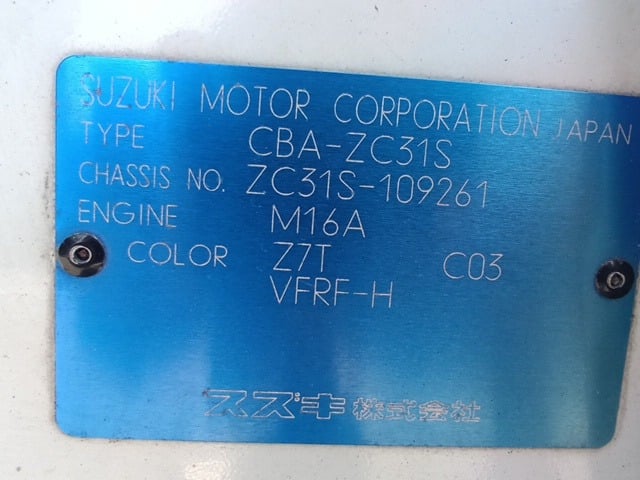 SUZUKI MOTOR CORPORATION JAPAN
TYPE CBA-ZC31S
CHASSIS NO. ZC31S-109261
ENGINE M16A
COLOR Z7T C03
VFRF-H
スズキ株式会社